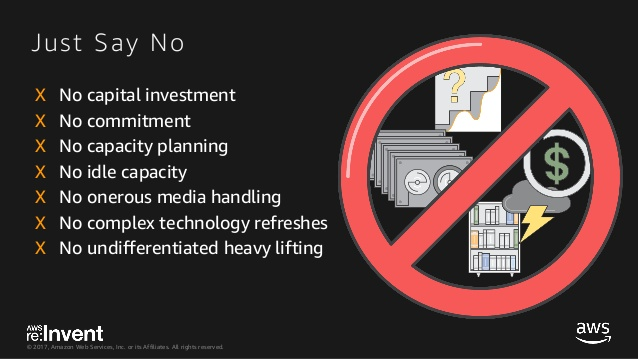 Just Say No
X No capital investment
X No commitment
X No capacity planning
X No idle capacity
X No onerous media handling
X No complex technology refreshes
X No undifferentiated heavy lifting
?
$
AWS
re:Invent
aws
© 2017, Amazon Web Services, Inc. or its Affiliates. All rights reserved.